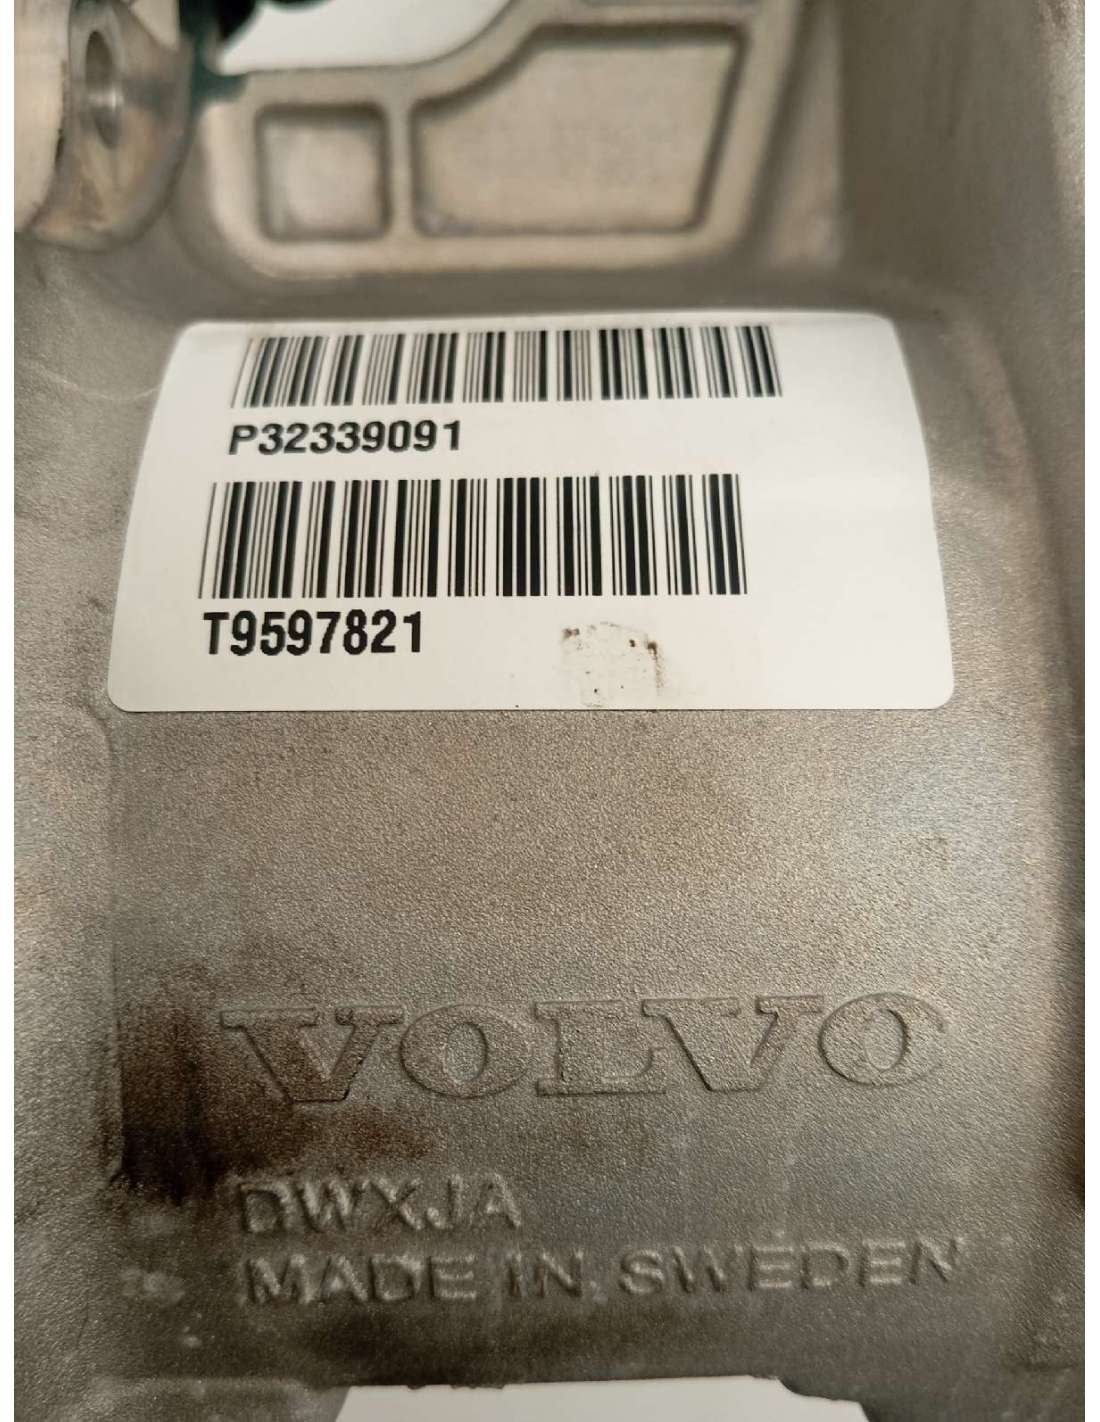 P32339091
T9597821
VOLVO
DWXJA
MADE IN SWEDEN